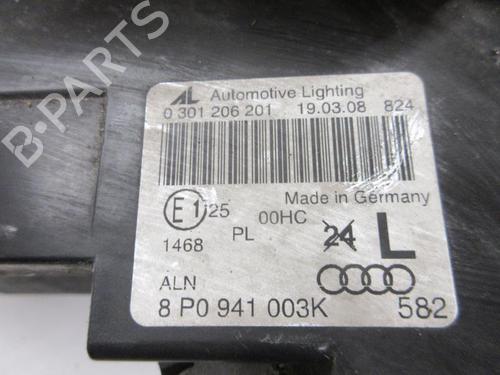 B-PARTS
AL Automotive Lighting
0 301 206 201 19.03.08 824
Made in Germany
E1 25 00HC 24 L
1468 PL
ALN
8 P0 941 003K 582